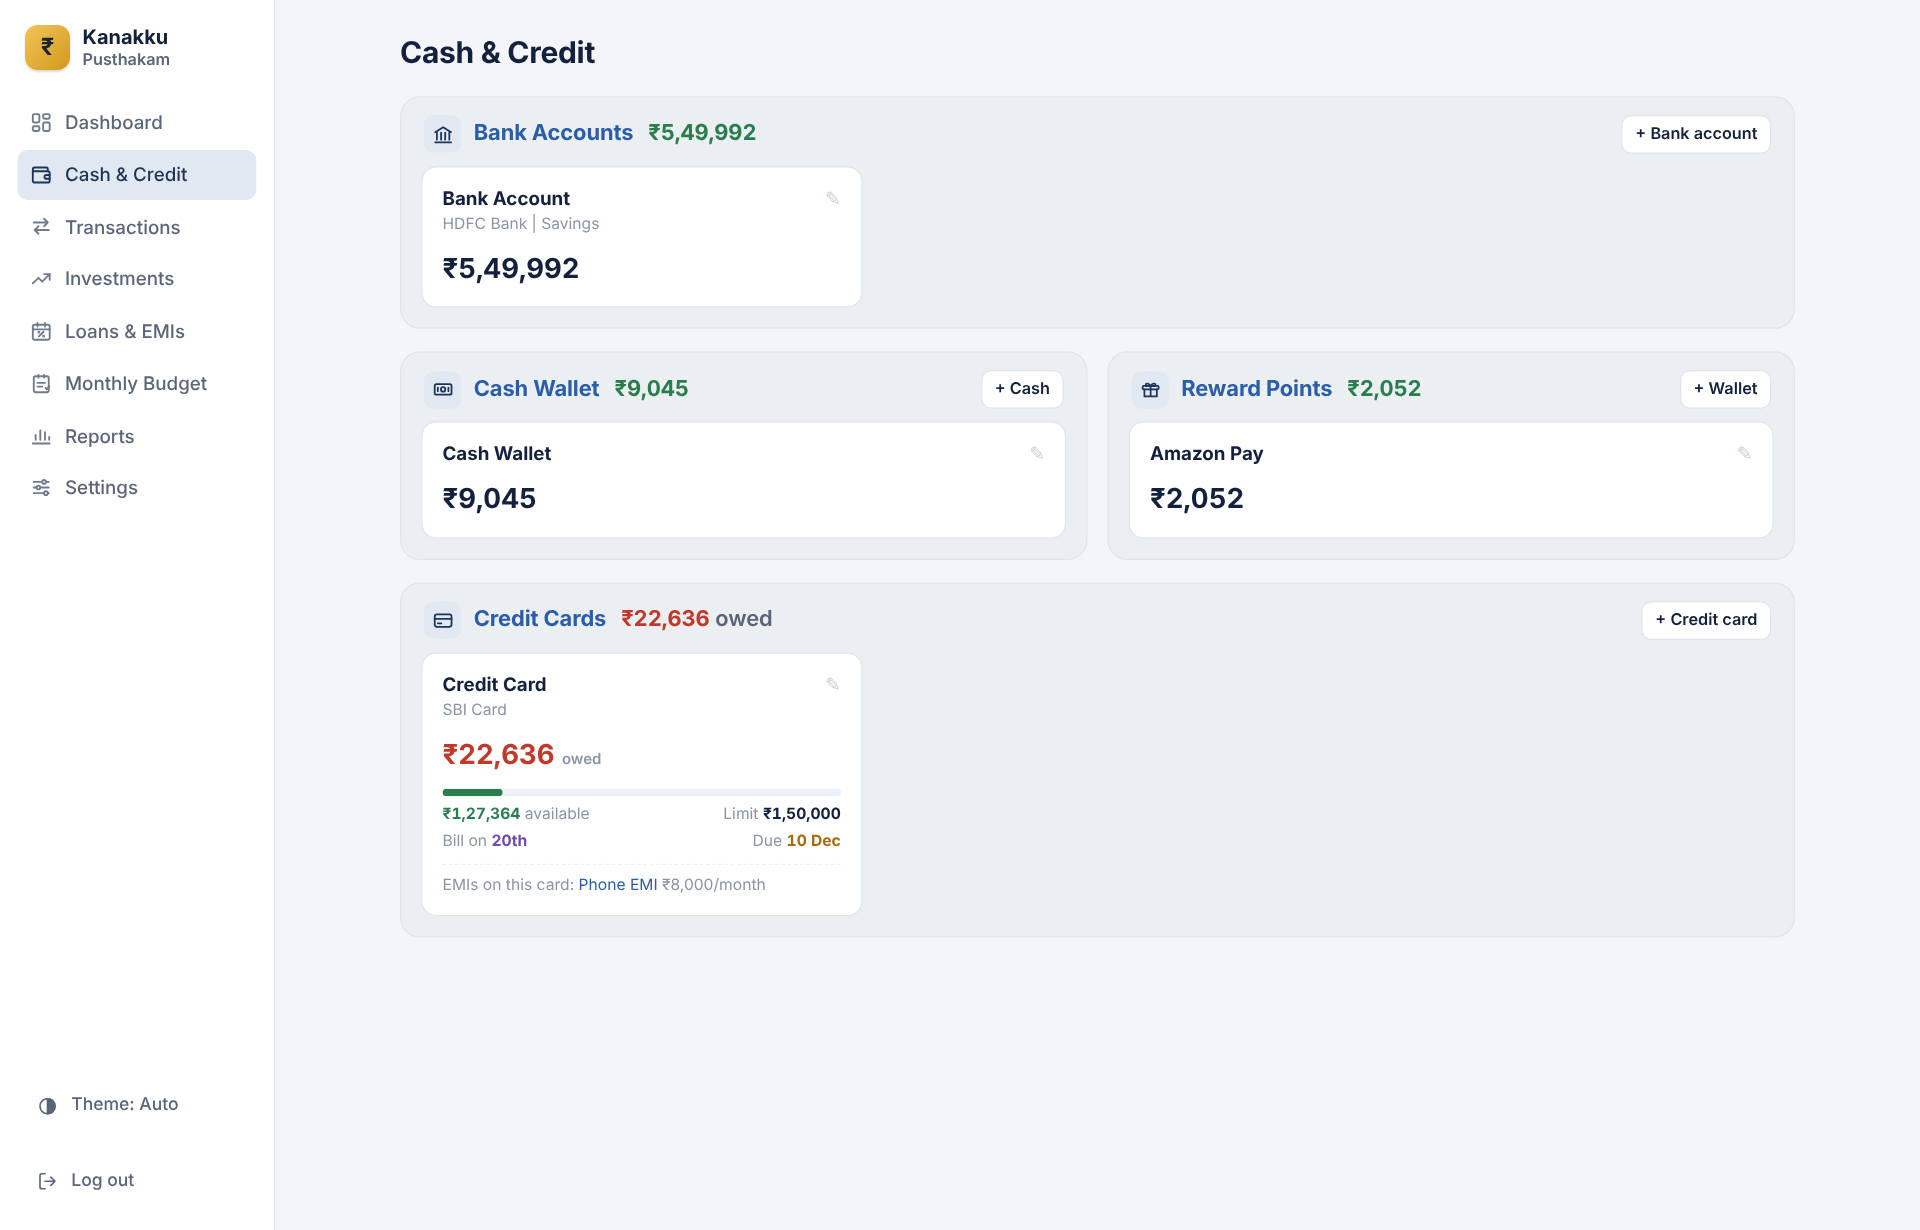 ₹
Kanakku
Pusthakam
Dashboard
Cash & Credit
Transactions
Investments
Loans & EMIs
Monthly Budget
Reports
Settings
Theme: Auto
Log out
Cash & Credit
Bank Accounts ₹5,49,992
+ Bank account
Bank Account
HDFC Bank | Savings
₹5,49,992
Cash Wallet ₹9,045
+ Cash
Cash Wallet
₹9,045
Reward Points ₹2,052
+ Wallet
Amazon Pay
₹2,052
Credit Cards ₹22,636 owed
+ Credit card
Credit Card
SBI Card
₹22,636 owed
₹1,27,364 available Limit ₹1,50,000
Bill on 20th Due 10 Dec
EMIs on this card: Phone EMI ₹8,000/month